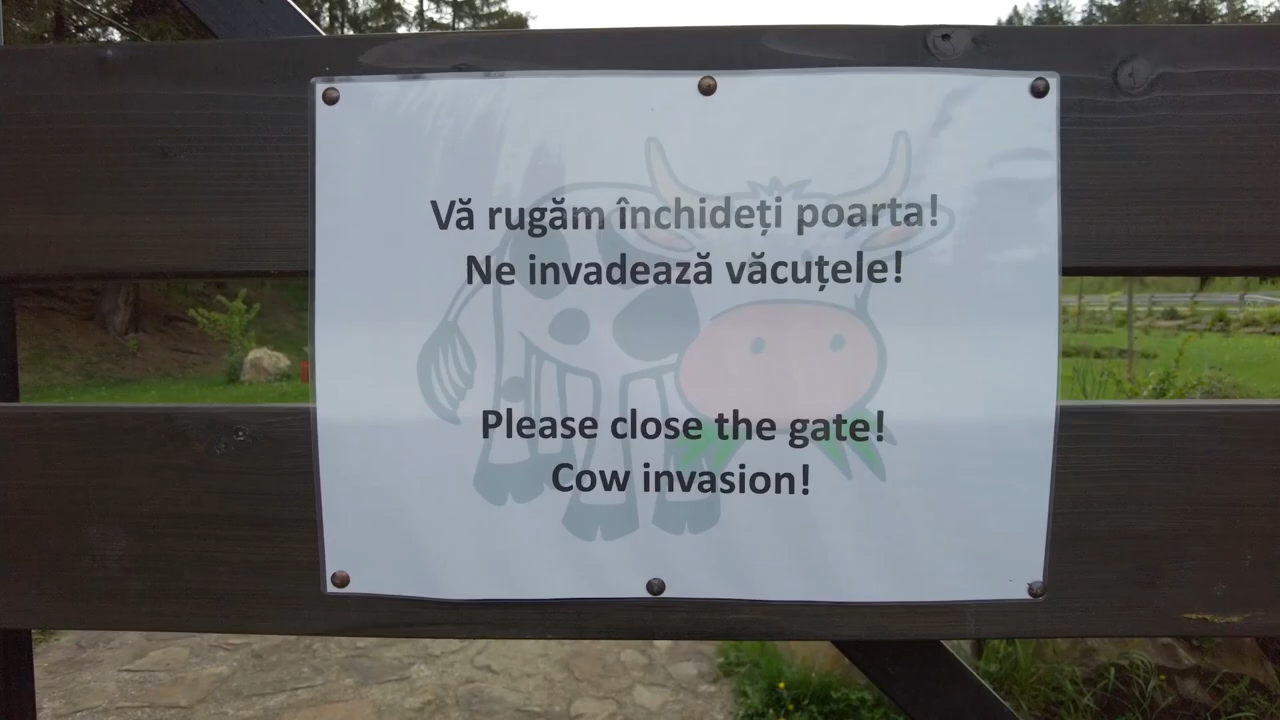 Vă rugăm închideți poarta!
Ne invadează văcuțele!
Please close the gate!
Cow invasion!